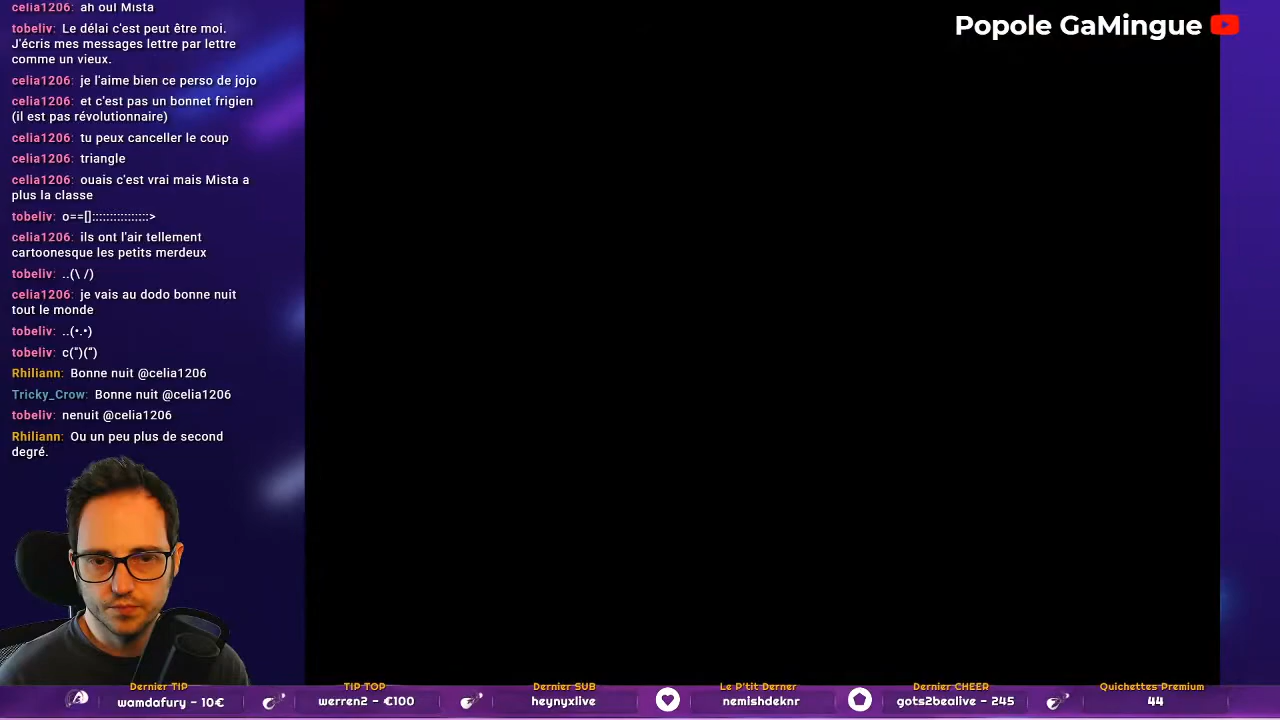 celia1206: ah oui Mista
tobeliv: Le délai c'est peut être moi.
J'écris mes messages lettre par lettre
comme un vieux.
celia1206: je l'aime bien ce perso de jojo
celia1206: et c'est pas un bonnet frigien
(il est pas révolutionnaire)
celia1206: tu peux canceller le coup
celia1206: triangle
celia1206: ouais c'est vrai mais Mista a
plus la classe
tobeliv: o==[]::::::::::::::::>
celia1206: ils ont l'air tellement
cartoonesque les petits merdeux
tobeliv: ..(\ /)
celia1206: je vais au dodo bonne nuit
tout le monde
tobeliv: ..(•.•)
tobeliv: c(")(")
Rhiliann: Bonne nuit @celia1206
Tricky_Crow: Bonne nuit @celia1206
tobeliv: nenuit @celia1206
Rhiliann: Ou un peu plus de second
degré.
Popole GaMingue
Dernier TIP
wamdafury - 10€
TIP TOP
werren2 - €100
Dernier SUB
heynyxlive
Le P'tit Derner
nemishdeknr
Dernier CHEER
gots2bealive - 245
Quichettes Premium
44